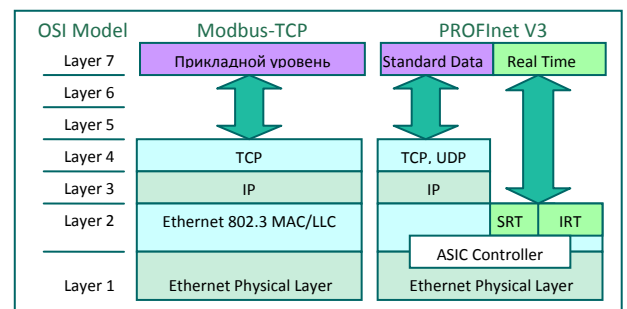 OSI Model Modbus-TCP PROFInet V3
Layer 7 Прикладной уровень Standard Data Real Time
Layer 6
Layer 5
Layer 4 TCP TCP, UDP
Layer 3 IP IP
Layer 2 Ethernet 802.3 MAC/LLC SRT IRT
ASIC Controller
Layer 1 Ethernet Physical Layer Ethernet Physical Layer